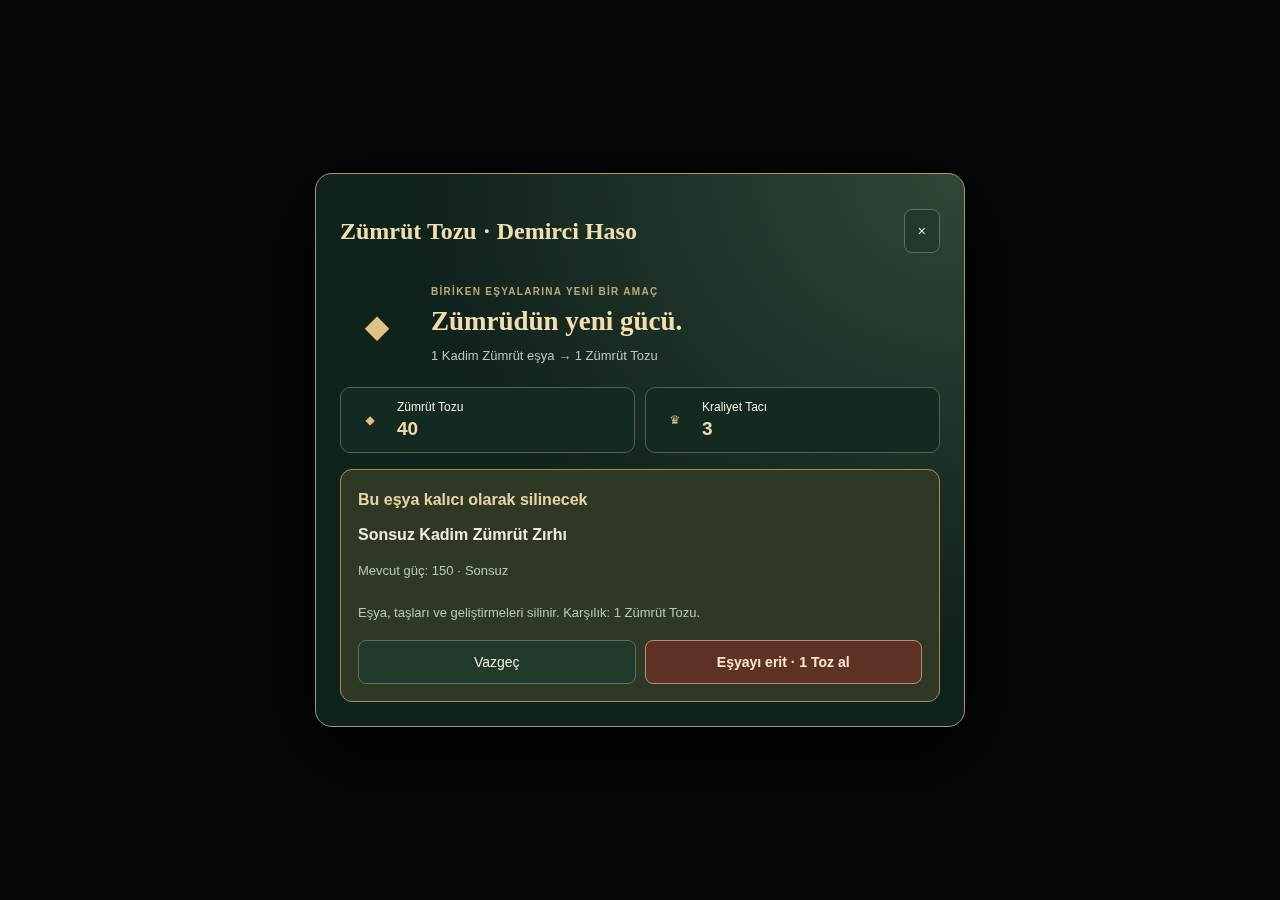 Zümrüt Tozu · Demirci Haso
×
BİRİKEN EŞYALARINA YENİ BİR AMAÇ
Zümrüdün yeni gücü.
1 Kadim Zümrüt eşya → 1 Zümrüt Tozu
Zümrüt Tozu
40
Kraliyet Tacı
3
Bu eşya kalıcı olarak silinecek
Sonsuz Kadim Zümrüt Zırhı
Mevcut güç: 150 · Sonsuz
Eşya, taşları ve geliştirmeleri silinir. Karşılık: 1 Zümrüt Tozu.
Vazgeç
Eşyayı erit · 1 Toz al